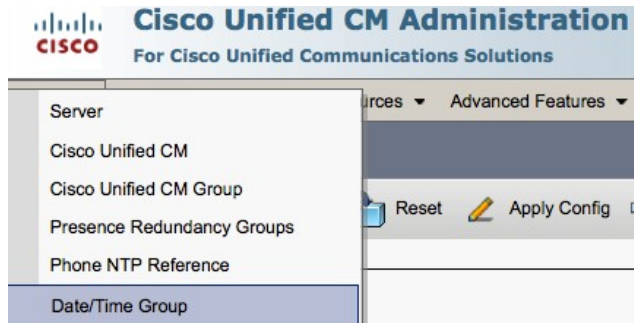 CISCO
Cisco Unified CM Administration
For Cisco Unified Communications Solutions
Advanced Features
Server
Cisco Unified CM
Cisco Unified CM Group
Reset Apply Config
Presence Redundancy Groups
Phone NTP Reference
Date/Time Group